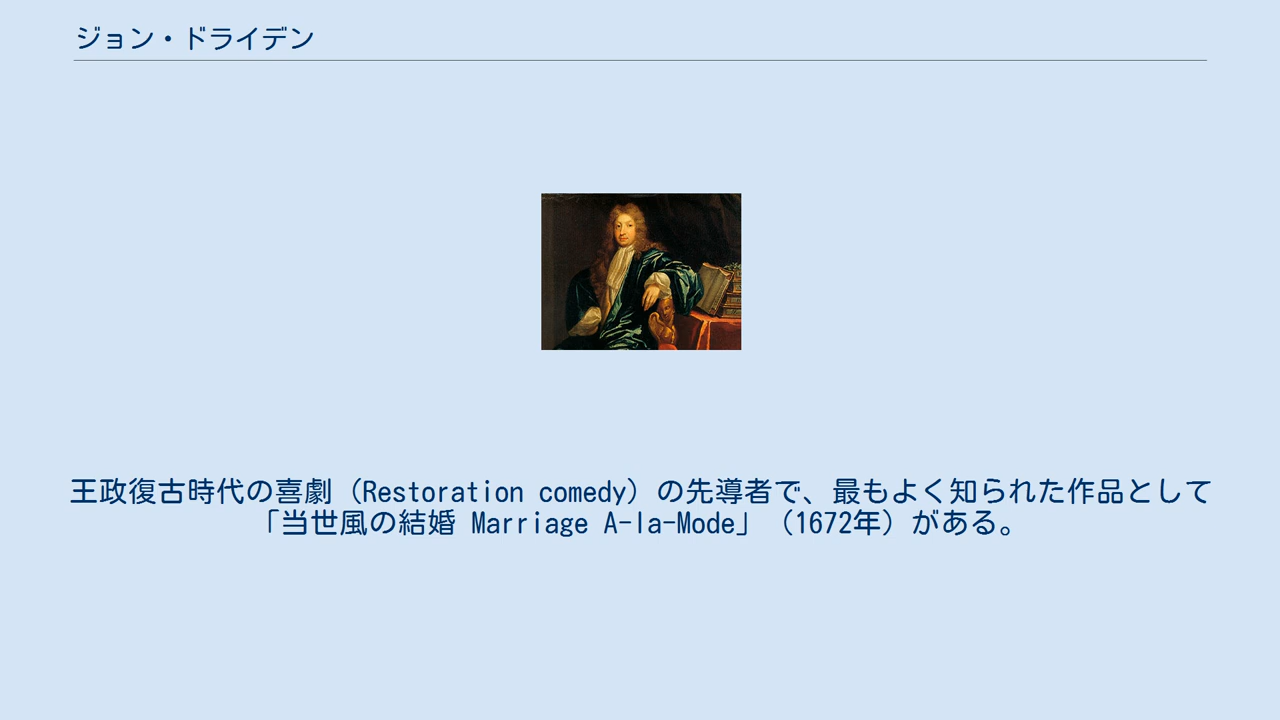 ジョン・ドライデン
王政復古時代の喜劇（Restoration comedy）の先導者で、最もよく知られた作品として
「当世風の結婚 Marriage A-la-Mode」（1672年）がある。